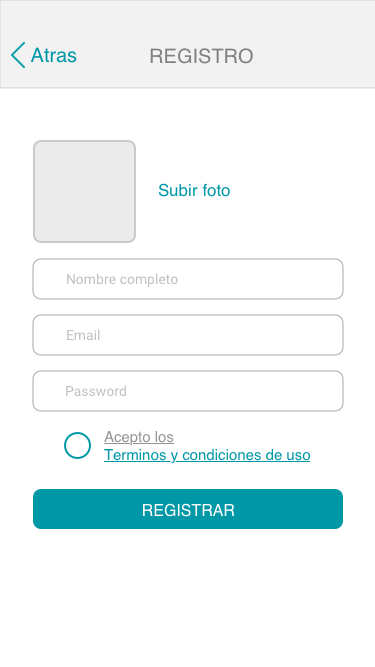 Atras
REGISTRO
Subir foto
Nombre completo
Email
Password
Acepto los
Terminos y condiciones de uso
REGISTRAR